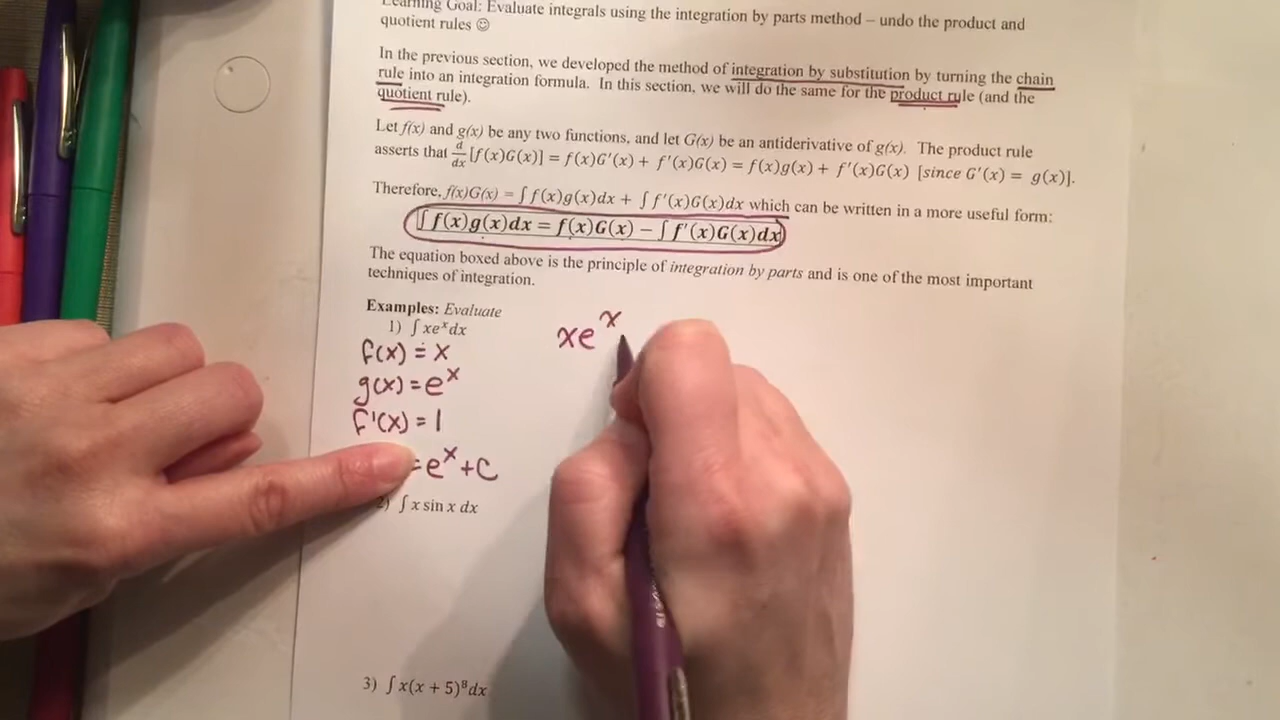 Learning Goal: Evaluate integrals using the integration by parts method – undo the product and
quotient rules ☺
In the previous section, we developed the method of integration by substitution by turning the chain
rule into an integration formula. In this section, we will do the same for the product rule (and the
quotient rule).
Let f(x) and g(x) be any two functions, and let G(x) be an antiderivative of g(x). The product rule
asserts that d/dx [f(x)G(x)] = f(x)G'(x) + f'(x)G(x) = f(x)g(x) + f'(x)G(x) [since G'(x) = g(x)].
Therefore, f(x)G(x) = ∫ f(x)g(x)dx + ∫ f'(x)G(x)dx which can be written in a more useful form:
∫ f(x)g(x)dx = f(x)G(x) − ∫ f'(x)G(x)dx
The equation boxed above is the principle of integration by parts and is one of the most important
techniques of integration.
Examples: Evaluate
1) ∫ xeˣdx
f(x) = x
g(x) = eˣ
f'(x) = 1
= eˣ + C
xeˣ
2) ∫ x sin x dx
3) ∫ x(x + 5)⁸dx